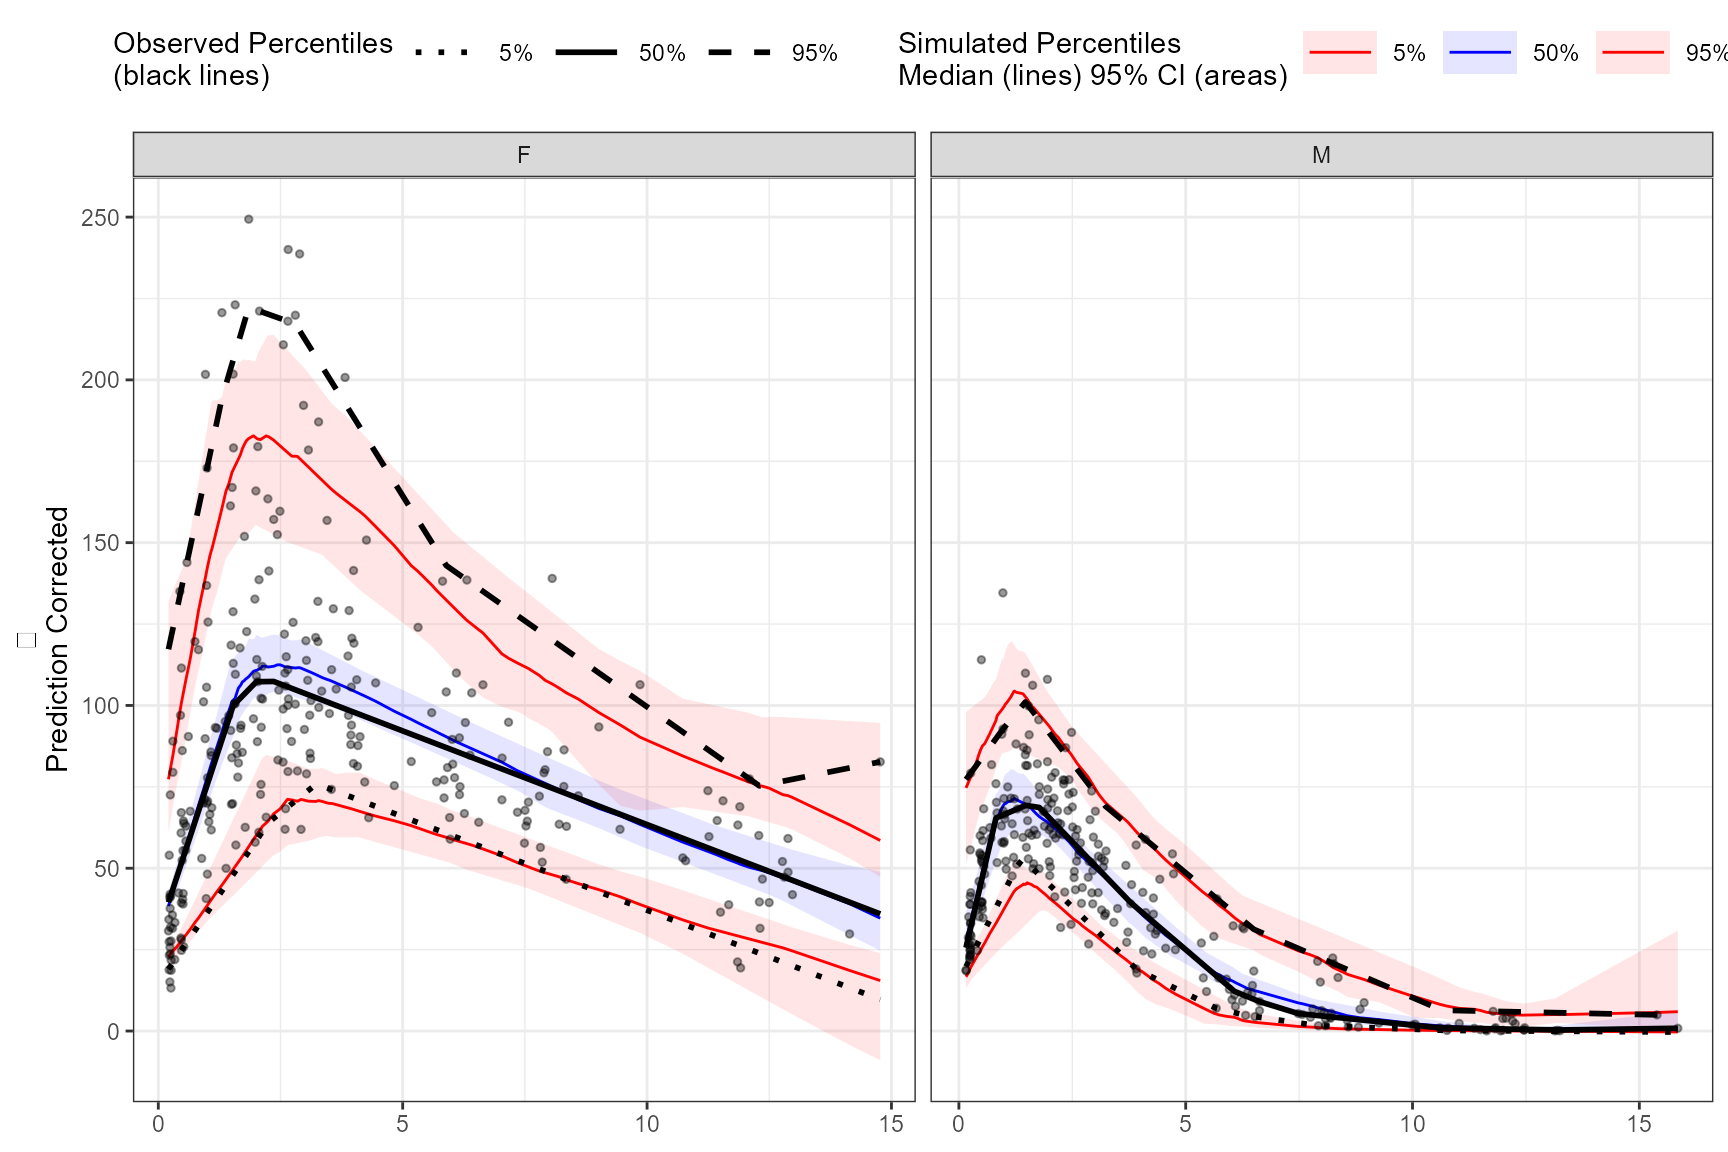 Observed Percentiles
(black lines)
5%
50%
95%
Simulated Percentiles
Median (lines) 95% CI (areas)
5%
50%
95%
F
M
Prediction Corrected
250
200
150
100
50
0
0
5
10
15
0
5
10
15